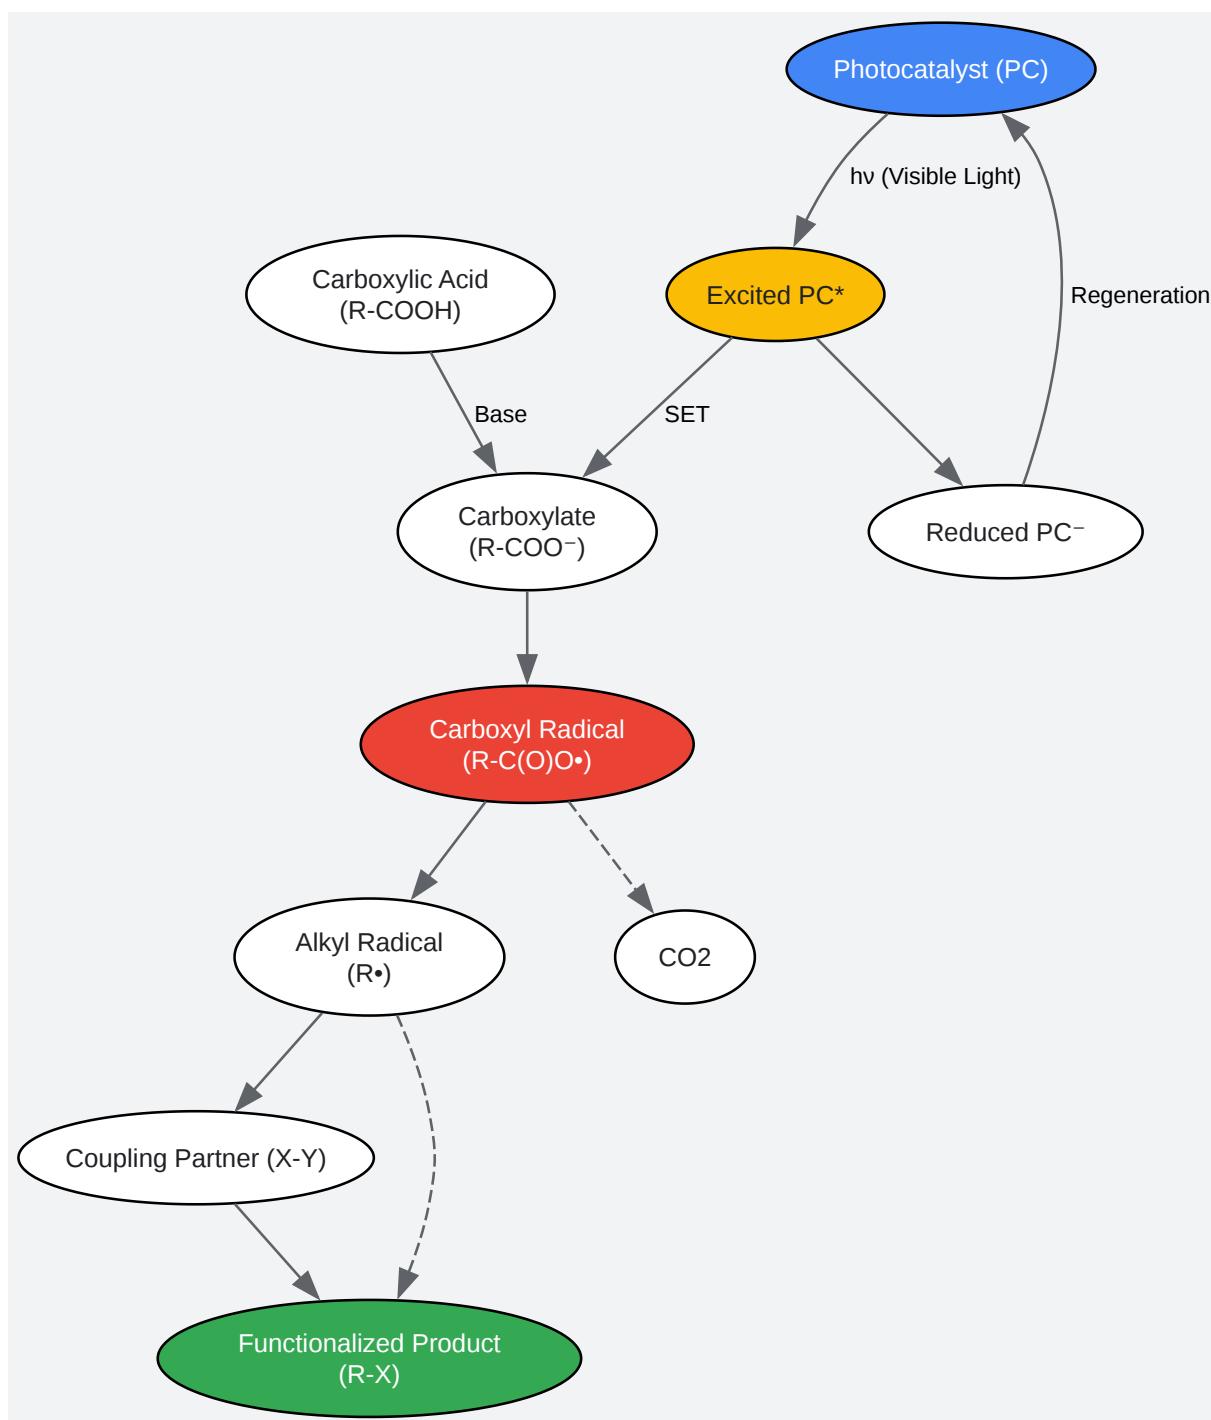 Photocatalyst (PC)
hν (Visible Light)
Carboxylic Acid
(R-COOH)
Excited PC*
Regeneration
Base
SET
Carboxylate
(R-COO⁻)
Reduced PC⁻
Carboxyl Radical
(R-C(O)O•)
Alkyl Radical
(R•)
CO2
Coupling Partner (X-Y)
Functionalized Product
(R-X)